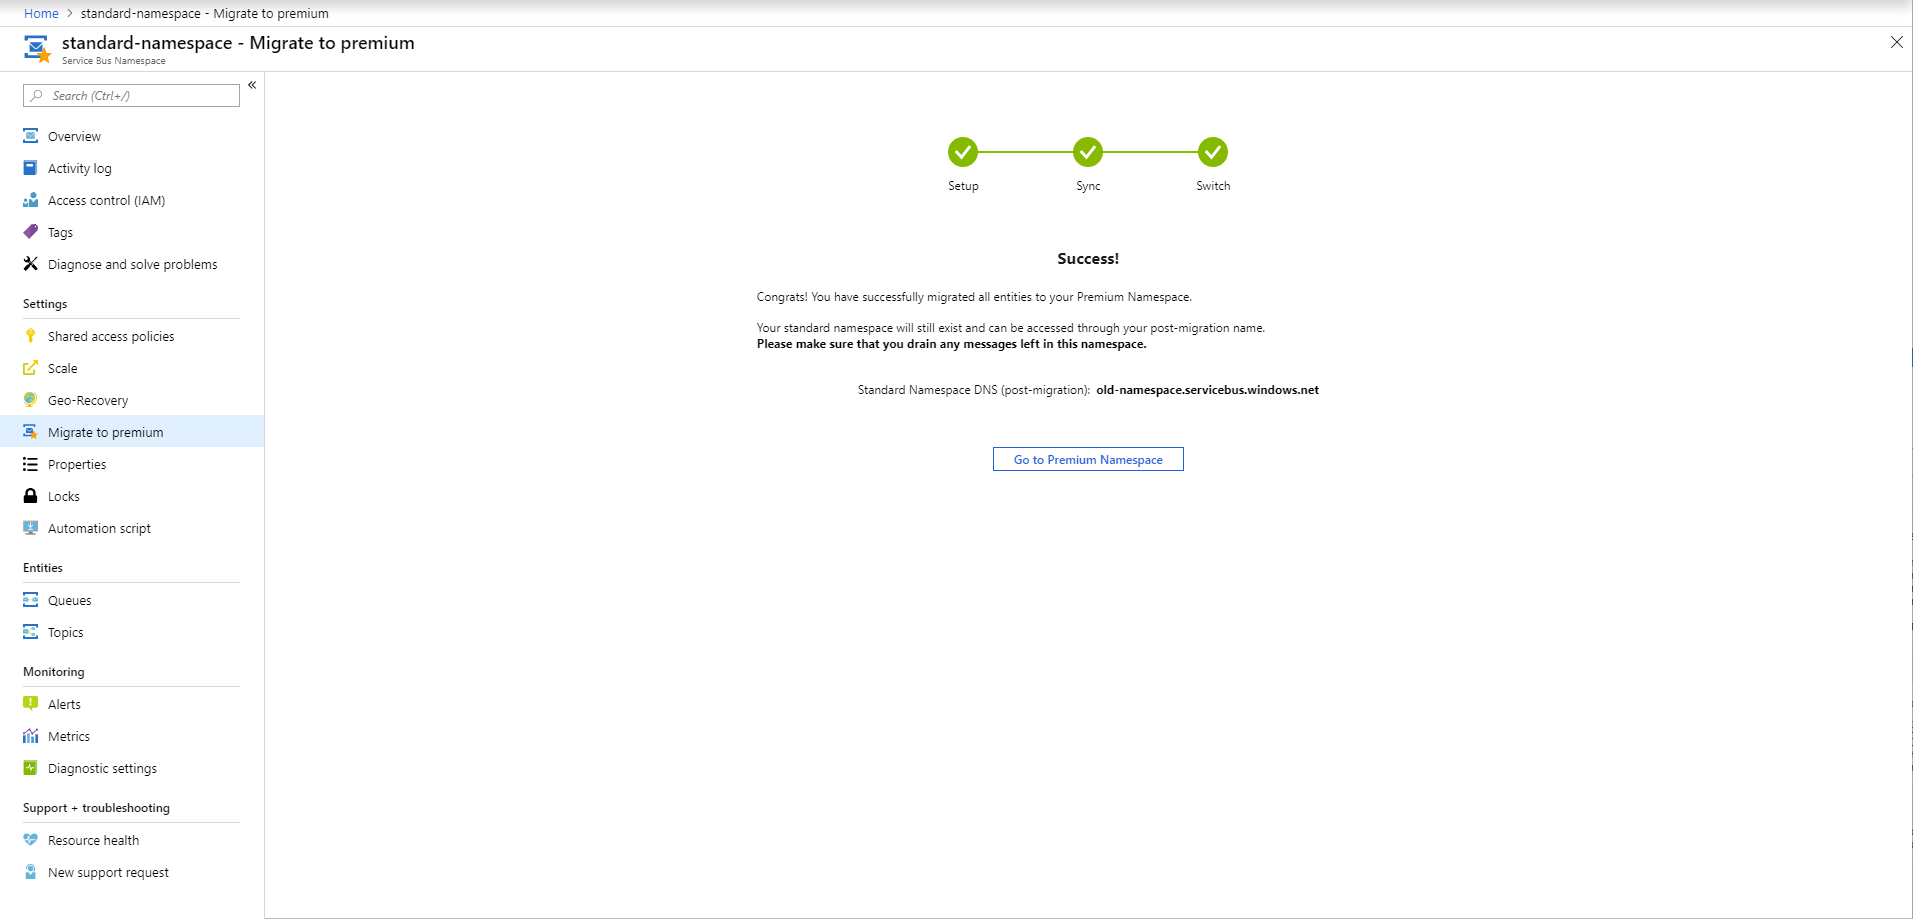 Home > standard-namespace - Migrate to premium
standard-namespace - Migrate to premium
Service Bus Namespace
Search (Ctrl+/)
«
Overview
Activity log
Access control (IAM)
Tags
Diagnose and solve problems
Settings
Shared access policies
Scale
Geo-Recovery
Migrate to premium
Properties
Locks
Automation script
Entities
Queues
Topics
Monitoring
Alerts
Metrics
Diagnostic settings
Support + troubleshooting
Resource health
New support request
Setup
Sync
Switch
Success!
Congrats! You have successfully migrated all entities to your Premium Namespace.
Your standard namespace will still exist and can be accessed through your post-migration name.
Please make sure that you drain any messages left in this namespace.
Standard Namespace DNS (post-migration): old-namespace.servicebus.windows.net
Go to Premium Namespace